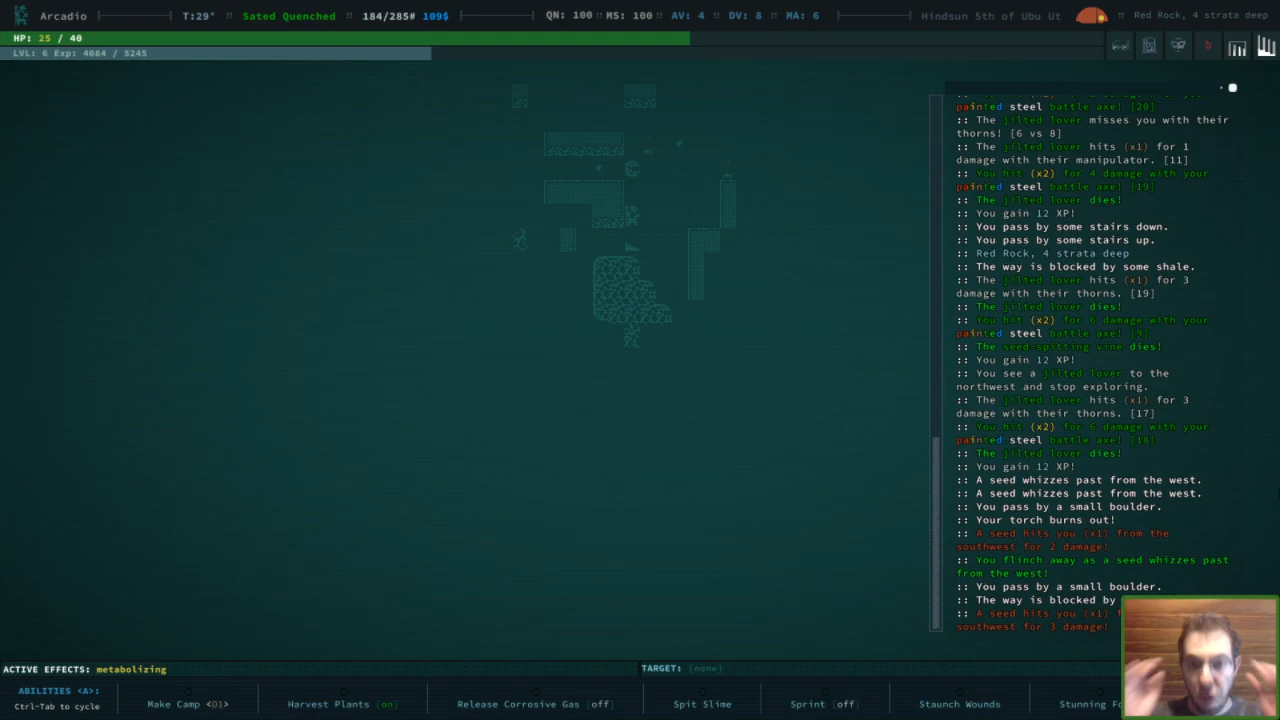 Arcadio T:29° Sated Quenched 184/285# 109$ QN: 100 MS: 100 AV: 4 DV: 8 MA: 6 Hindsun 5th of Ubu Ut Red Rock, 4 strata deep
HP: 25 / 40
LVL: 6 Exp: 4084 / 5245
painted steel battle axe! [20]
:: The jilted lover misses you with their
thorns! [6 vs 8]
:: The jilted lover hits (x1) for 1
damage with their manipulator. [11]
:: You hit (x2) for 4 damage with your
painted steel battle axe! [19]
:: The jilted lover dies!
:: You gain 12 XP!
:: You pass by some stairs down.
:: You pass by some stairs up.
:: Red Rock, 4 strata deep
:: The way is blocked by some shale.
:: The jilted lover hits (x1) for 3
damage with their thorns. [19]
:: The jilted lover dies!
:: You hit (x2) for 6 damage with your
painted steel battle axe! [9]
:: The seed-spitting vine dies!
:: You gain 12 XP!
:: You see a jilted lover to the
northwest and stop exploring.
:: The jilted lover hits (x1) for 3
damage with their thorns. [17]
:: You hit (x2) for 6 damage with your
painted steel battle axe! [18]
:: The jilted lover dies!
:: You gain 12 XP!
:: A seed whizzes past from the west.
:: A seed whizzes past from the west.
:: You pass by a small boulder.
:: Your torch burns out!
:: A seed hits you (x1) from the
southwest for 2 damage!
:: You flinch away as a seed whizzes past
from the west!
:: You pass by a small boulder.
:: The way is blocked by
:: A seed hits you (x1)
southwest for 3 damage!
ACTIVE EFFECTS: metabolizing TARGET: [none]
ABILITIES <A>:
Ctrl-Tab to cycle
Make Camp <D1> Harvest Plants [on] Release Corrosive Gas [off] Spit Slime Sprint [off] Staunch Wounds Stunning